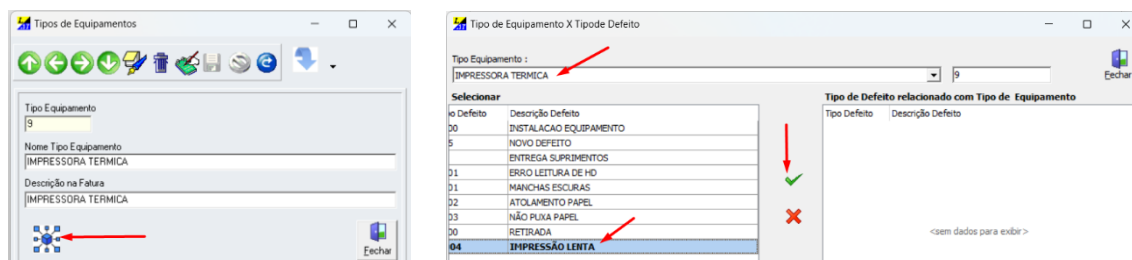 Tipos de Equipamentos
Tipo Equipamento
9
Nome Tipo Equipamento
IMPRESSORA TERMICA
Descrição na Fatura
IMPRESSORA TERMICA
Fechar
Tipo de Equipamento X Tipode Defeito
Tipo Equipamento :
IMPRESSORA TERMICA 9
Fechar
Selecionar
o Defeito Descrição Defeito
00 INSTALACAO EQUIPAMENTO
5 NOVO DEFEITO
ENTREGA SUPRIMENTOS
01 ERRO LEITURA DE HD
01 MANCHAS ESCURAS
02 ATOLAMENTO PAPEL
03 NÃO PUXA PAPEL
00 RETIRADA
04 IMPRESSÃO LENTA
Tipo de Defeito relacionado com Tipo de Equipamento
Tipo Defeito Descrição Defeito
<sem dados para exibir>